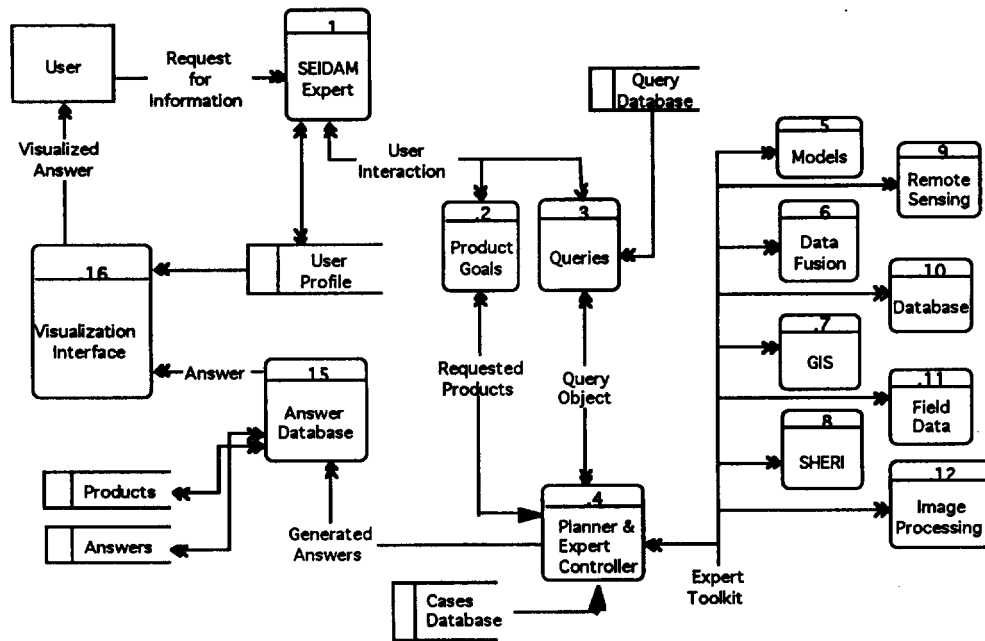 User
Request
for
Information
1
SEIDAM
Expert
Query
Database
Visualized
Answer
User
Interaction
.5
Models
9
Remote
Sensing
.2
Product
Goals
3
Queries
6
Data
Fusion
.16
Visualization
Interface
User
Profile
.10
Database
.7
GIS
Requested
Products
Query
Object
Answer
15
Answer
Database
.11
Field
Data
8
SHERI
Products
Answers
Generated
Answers
.4
Planner &
Expert
Controller
.12
Image
Processing
Expert
Toolkit
Cases
Database